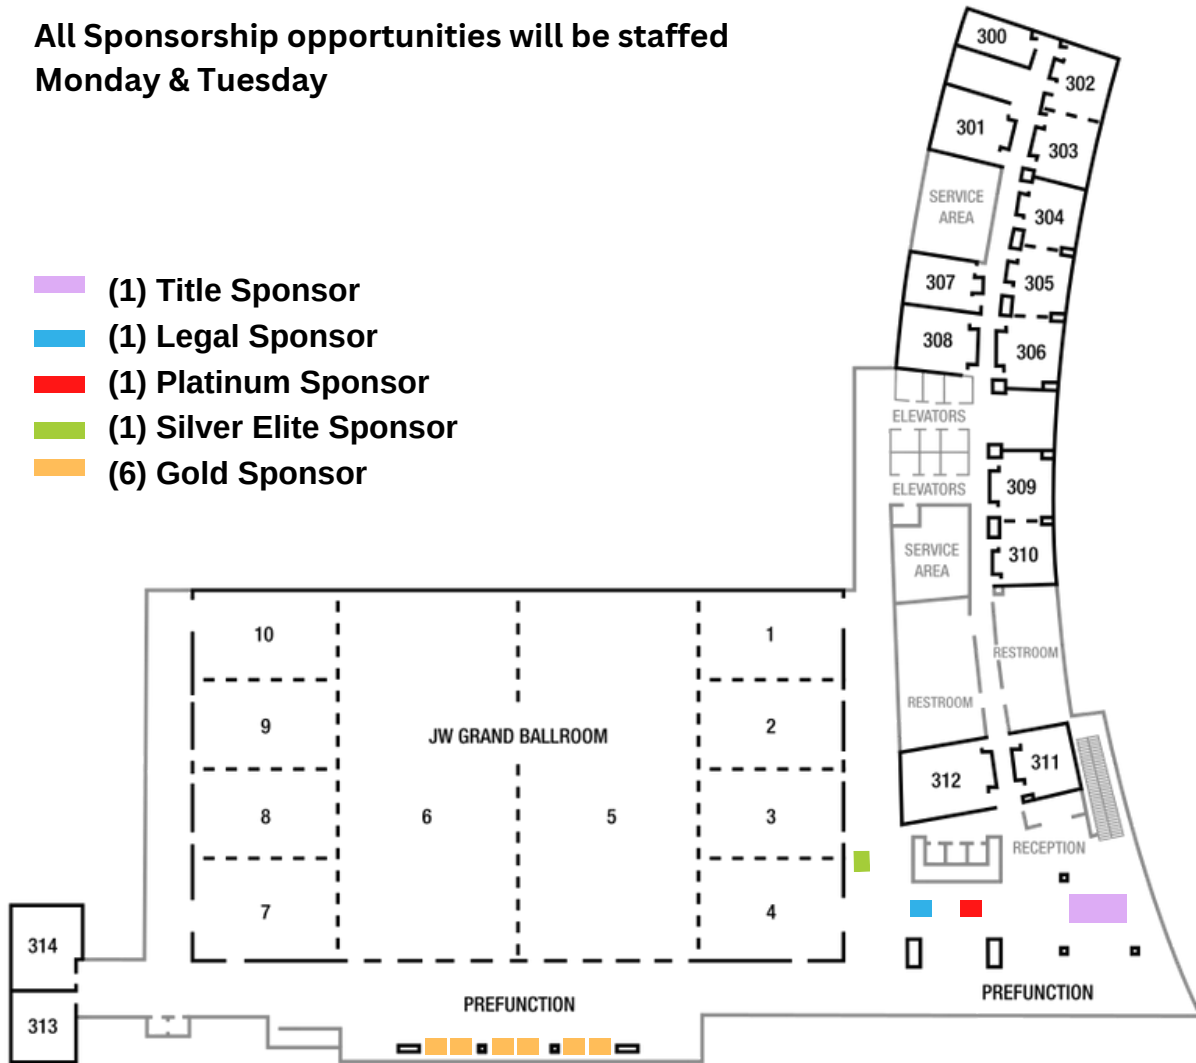 All Sponsorship opportunities will be staffed
Monday & Tuesday
(1) Title Sponsor
(1) Legal Sponsor
(1) Platinum Sponsor
(1) Silver Elite Sponsor
(6) Gold Sponsor
300
302
301
303
SERVICE
AREA
304
307
305
308
306
ELEVATORS
ELEVATORS
309
SERVICE
AREA
310
10
1
RESTROOM
RESTROOM
9
JW GRAND BALLROOM
2
312
311
8
6
5
3
RECEPTION
7
4
314
313
PREFUNCTION
PREFUNCTION